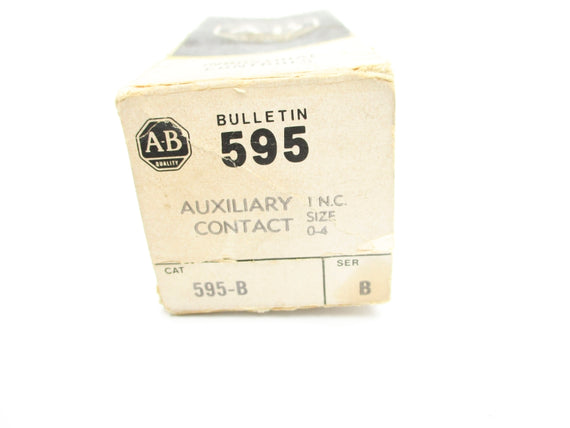 A-B
QUALITY
BULLETIN
595
AUXILIARY 1 N.C.
CONTACT SIZE
0-4
CAT
595-B
SER
B